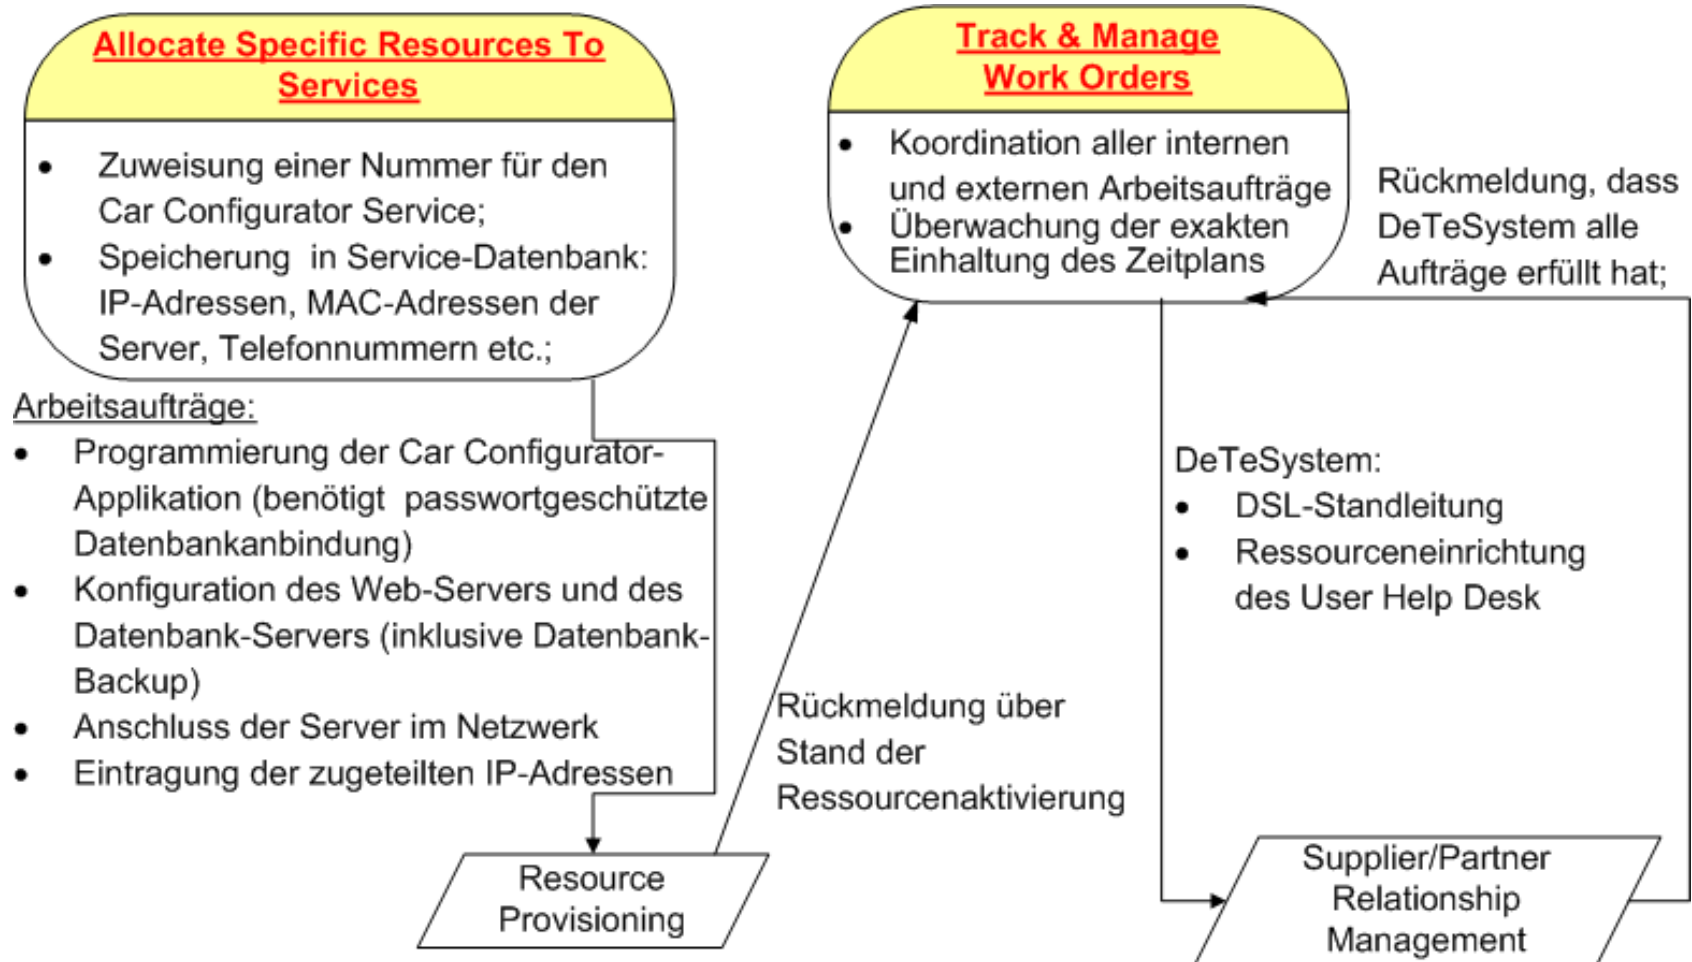 Allocate Specific Resources To
Services
• Zuweisung einer Nummer für den
Car Configurator Service;
• Speicherung in Service-Datenbank:
IP-Adressen, MAC-Adressen der
Server, Telefonnummern etc.;
Arbeitsaufträge:
• Programmierung der Car Configurator-
Applikation (benötigt passwortgeschützte
Datenbankanbindung)
• Konfiguration des Web-Servers und des
Datenbank-Servers (inklusive Datenbank-
Backup)
• Anschluss der Server im Netzwerk
• Eintragung der zugeteilten IP-Adressen
Resource
Provisioning
Rückmeldung über
Stand der
Ressourcenaktivierung
Track & Manage
Work Orders
• Koordination aller internen
und externen Arbeitsaufträge
• Überwachung der exakten
Einhaltung des Zeitplans
Rückmeldung, dass
DeTeSystem alle
Aufträge erfüllt hat;
DeTeSystem:
• DSL-Standleitung
• Ressourceneinrichtung
des User Help Desk
Supplier/Partner
Relationship
Management